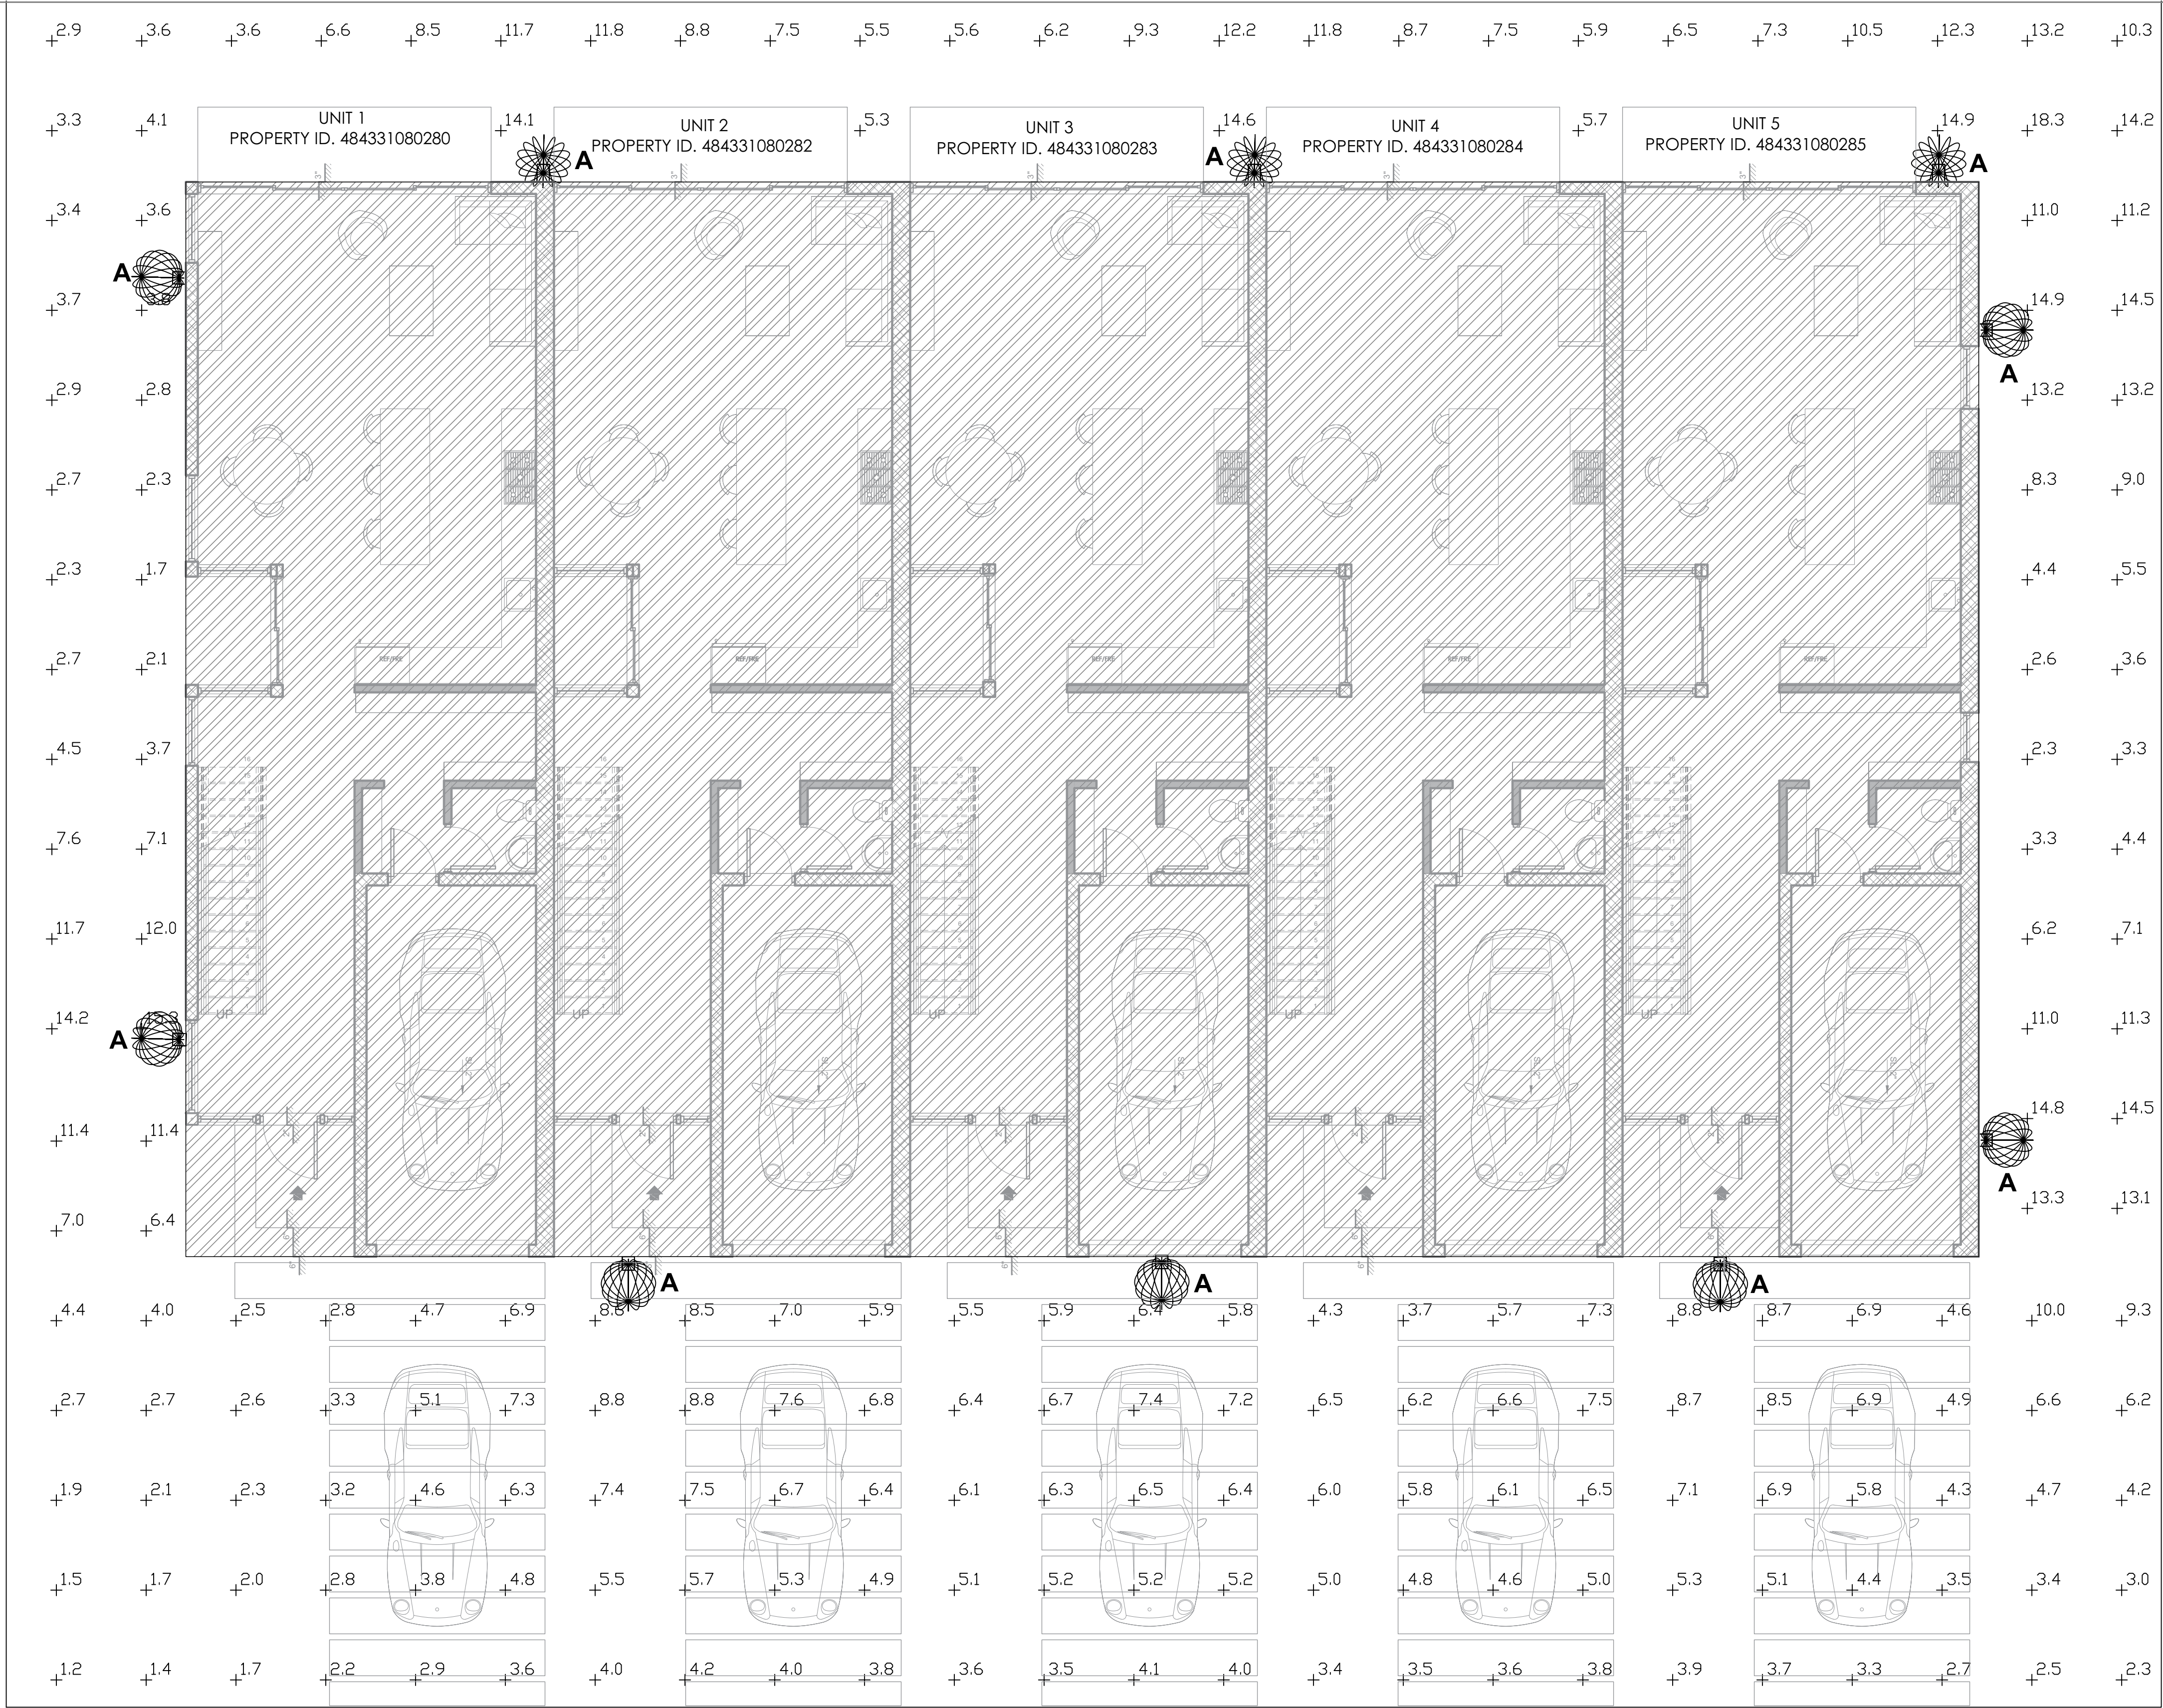 2.9 3.6 3.6 6.6 8.5 11.7 11.8 8.8 7.5 5.5 5.6 6.2 9.3 12.2 11.8 8.7 7.5 5.9 6.5 7.3 10.5 12.3 13.2 10.3
3.3 4.1 14.1 5.3 14.6 5.7 14.9 18.3 14.2
UNIT 1
PROPERTY ID. 484331080280
UNIT 2
PROPERTY ID. 484331080282
UNIT 3
PROPERTY ID. 484331080283
UNIT 4
PROPERTY ID. 484331080284
UNIT 5
PROPERTY ID. 484331080285
A A A
3" 3" 3" 3" 3"
3.4 3.6 11.0 11.2
A
3.7 14.9 14.5
A
2.9 2.8 13.2 13.2
2.7 2.3 8.3 9.0
2.3 1.7 4.4 5.5
2.7 2.1 2.6 3.6
REF/FRE REF/FRE REF/FRE REF/FRE REF/FRE
4.5 3.7 2.3 3.3
7.6 7.1 3.3 4.4
11.7 12.0 6.2 7.1
14.2 11.0 11.3
UP UP UP UP UP
A
14.8 14.5
11.4 11.4
A
13.3 13.1
7.0 6.4
6" 6" 6" 6" 6"
A A A
4.4 4.0 2.5 2.8 4.7 6.9 8.6 8.5 7.0 5.9 5.5 5.9 6.4 5.8 4.3 3.7 5.7 7.3 8.8 8.7 6.9 4.6 10.0 9.3
2.7 2.7 2.6 3.3 5.1 7.3 8.8 8.8 7.6 6.8 6.4 6.7 7.4 7.2 6.5 6.2 6.6 7.5 8.7 8.5 6.9 4.9 6.6 6.2
1.9 2.1 2.3 3.2 4.6 6.3 7.4 7.5 6.7 6.4 6.1 6.3 6.5 6.4 6.0 5.8 6.1 6.5 7.1 6.9 5.8 4.3 4.7 4.2
1.5 1.7 2.0 2.8 3.8 4.8 5.5 5.7 5.3 4.9 5.1 5.2 5.2 5.2 5.0 4.8 4.6 5.0 5.3 5.1 4.4 3.5 3.4 3.0
1.2 1.4 1.7 2.2 2.9 3.6 4.0 4.2 4.0 3.8 3.6 3.5 4.1 4.0 3.4 3.5 3.6 3.8 3.9 3.7 3.3 2.7 2.5 2.3